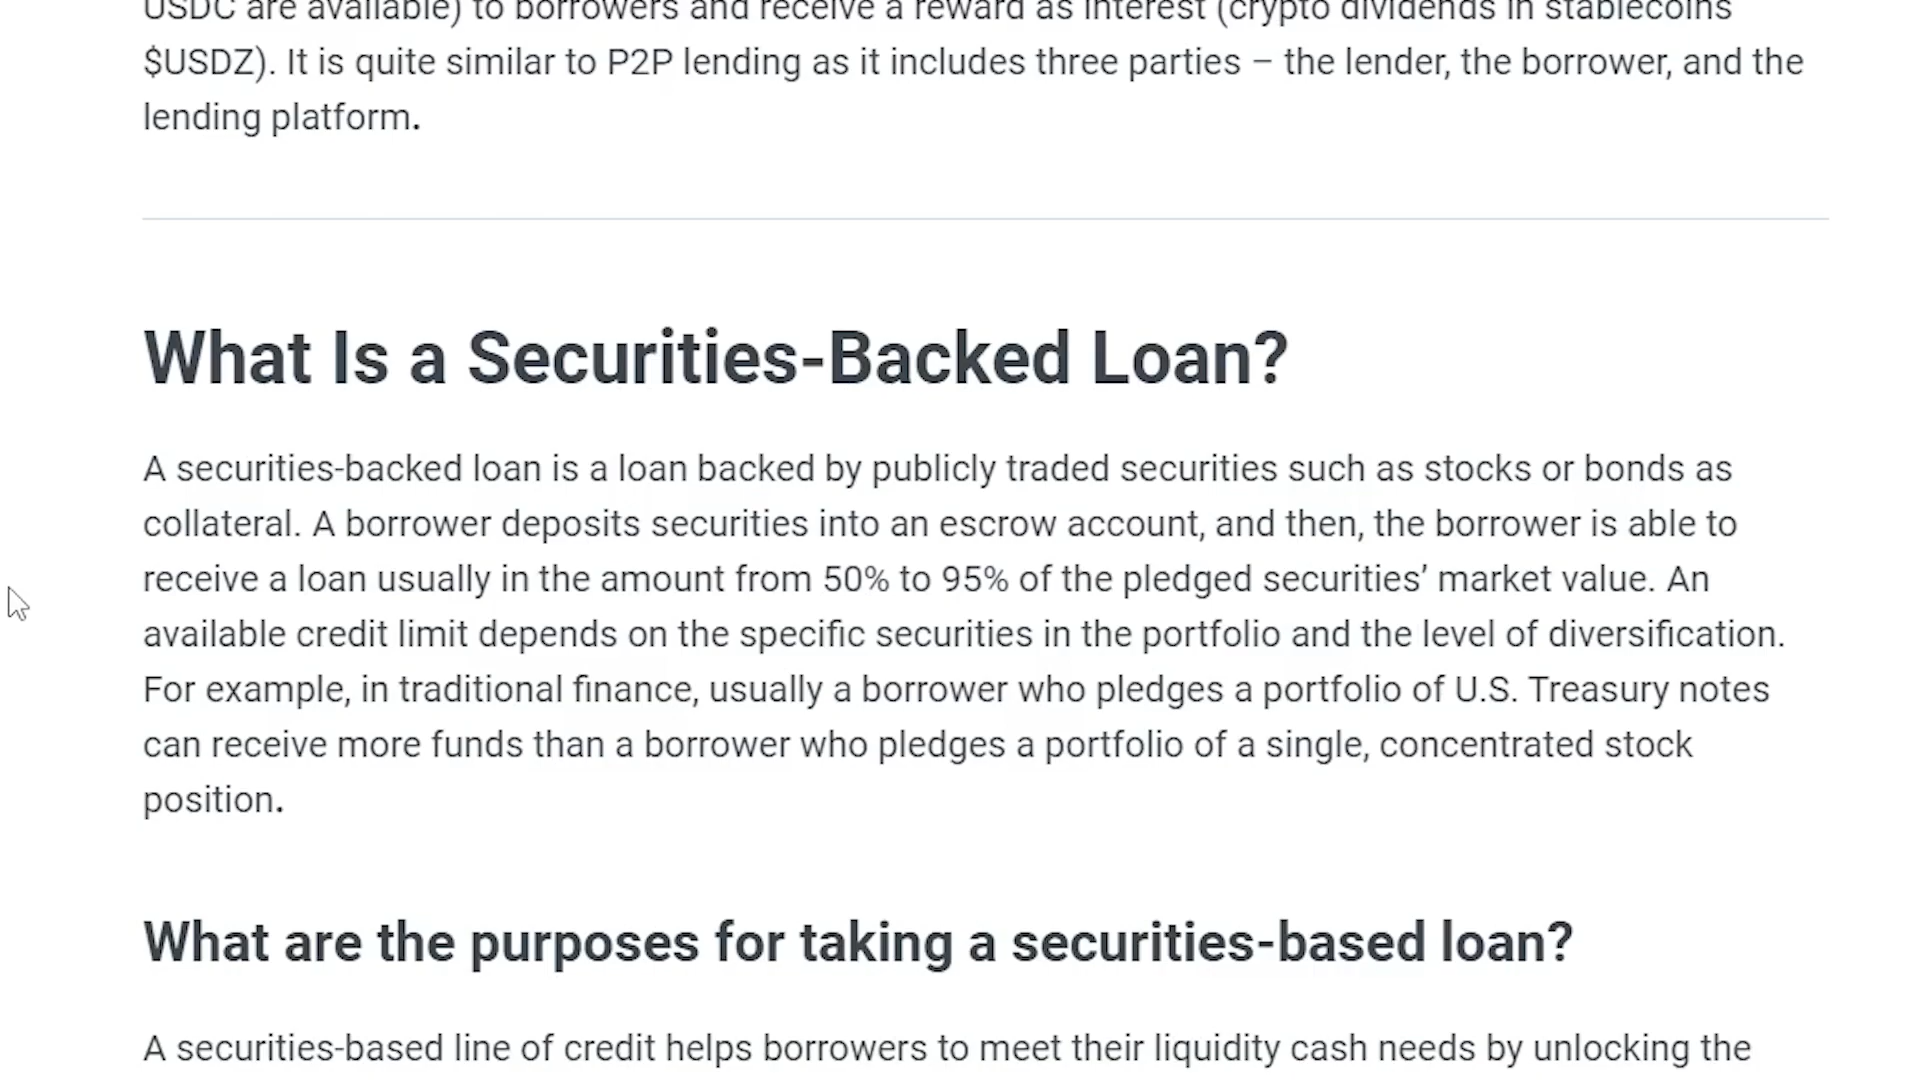 USDC are available) to borrowers and receive a reward as interest (crypto dividends in stablecoins
$USDZ). It is quite similar to P2P lending as it includes three parties – the lender, the borrower, and the
lending platform.
What Is a Securities-Backed Loan?
A securities-backed loan is a loan backed by publicly traded securities such as stocks or bonds as
collateral. A borrower deposits securities into an escrow account, and then, the borrower is able to
receive a loan usually in the amount from 50% to 95% of the pledged securities’ market value. An
available credit limit depends on the specific securities in the portfolio and the level of diversification.
For example, in traditional finance, usually a borrower who pledges a portfolio of U.S. Treasury notes
can receive more funds than a borrower who pledges a portfolio of a single, concentrated stock
position.
What are the purposes for taking a securities-based loan?
A securities-based line of credit helps borrowers to meet their liquidity cash needs by unlocking the